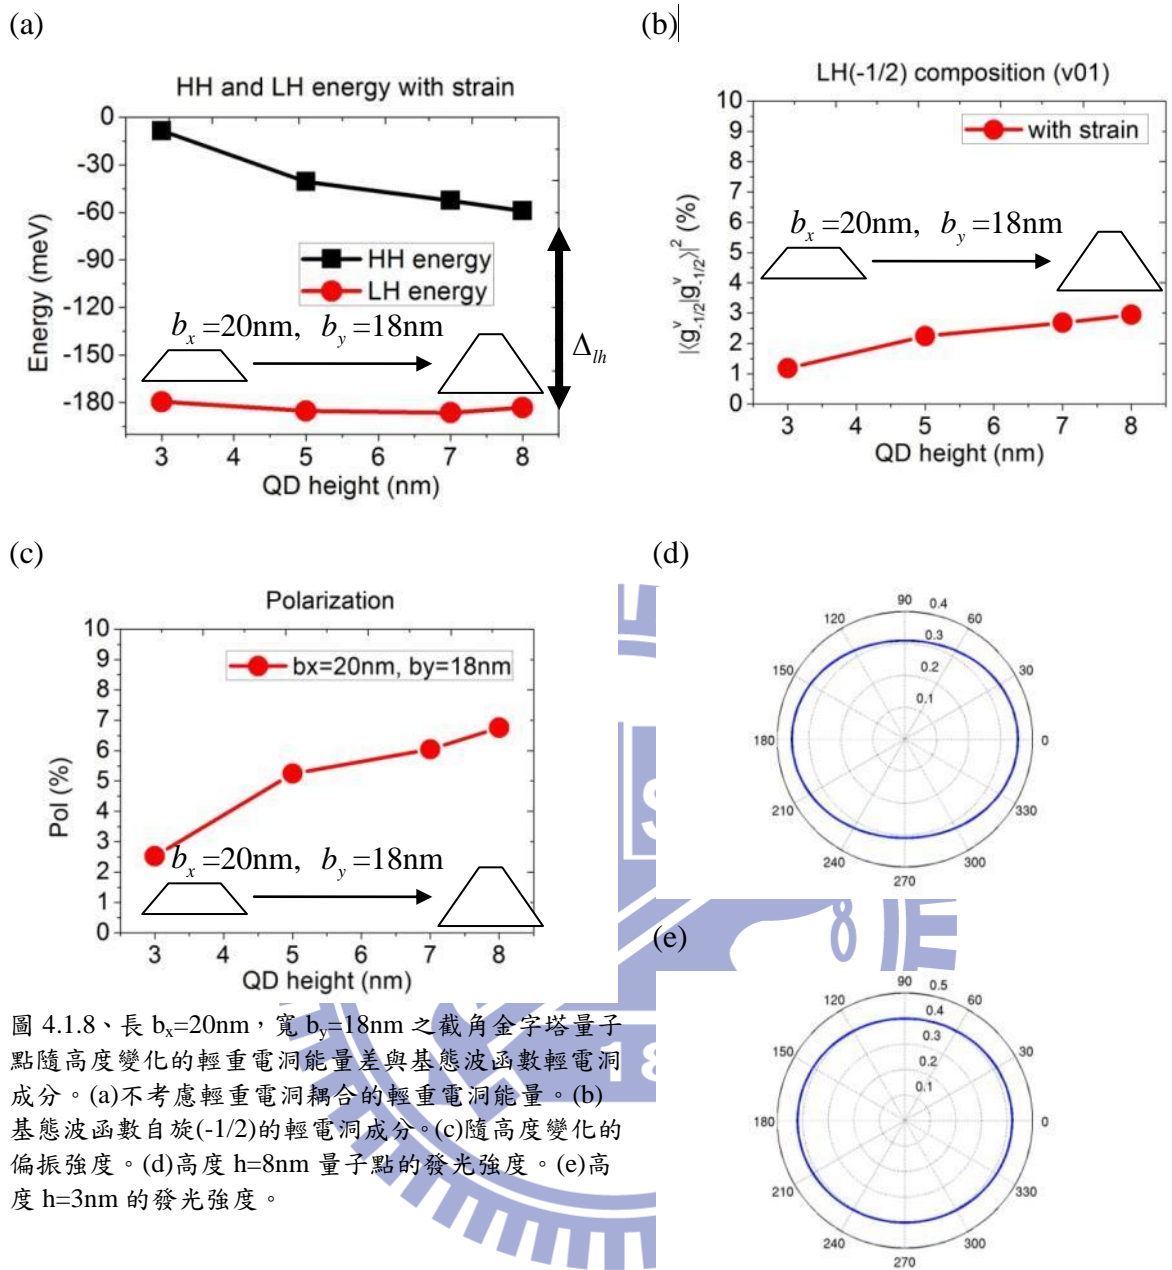 (a)
HH and LH energy with strain
0
-30
-60
-90
-120
-150
-180
Energy (meV)
HH energy
LH energy
b_x =20nm, b_y =18nm
Δ_lh
3 4 5 6 7 8
QD height (nm)
(b)
LH(-1/2) composition (v01)
10
9
8
7
6
5
4
3
2
1
0
|⟨g^v_-1/2|g^v_-1/2⟩|^2 (%)
with strain
b_x =20nm, b_y =18nm
3 4 5 6 7 8
QD height (nm)
(c)
Polarization
10
9
8
7
6
5
4
3
2
1
0
Pol (%)
bx=20nm, by=18nm
b_x =20nm, b_y =18nm
3 4 5 6 7 8
QD height (nm)
(d)
90 0.4
120 60
0.3
150 0.2 30
0.1
180 0
210 330
240 300
270
(e)
90 0.5
120 0.4 60
0.3
150 0.2 30
0.1
180 0
210 330
240 300
270
圖 4.1.8、長 b_x=20nm，寬 b_y=18nm 之截角金字塔量子
點隨高度變化的輕重電洞能量差與基態波函數輕電洞
成分。(a)不考慮輕重電洞耦合的輕重電洞能量。(b)
基態波函數自旋(-1/2)的輕電洞成分。(c)隨高度變化的
偏振強度。(d)高度 h=8nm 量子點的發光強度。(e)高
度 h=3nm 的發光強度。